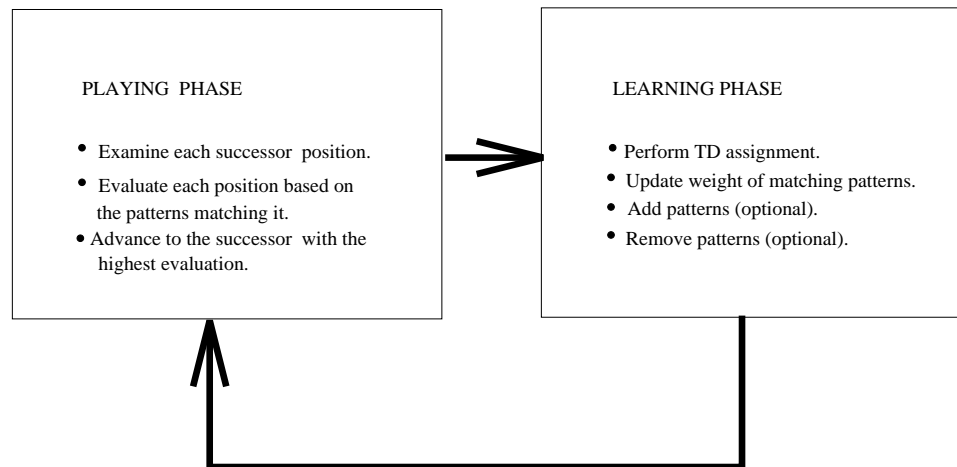 PLAYING PHASE
• Examine each successor position.
• Evaluate each position based on
the patterns matching it.
• Advance to the successor with the
highest evaluation.
LEARNING PHASE
• Perform TD assignment.
• Update weight of matching patterns.
• Add patterns (optional).
• Remove patterns (optional).